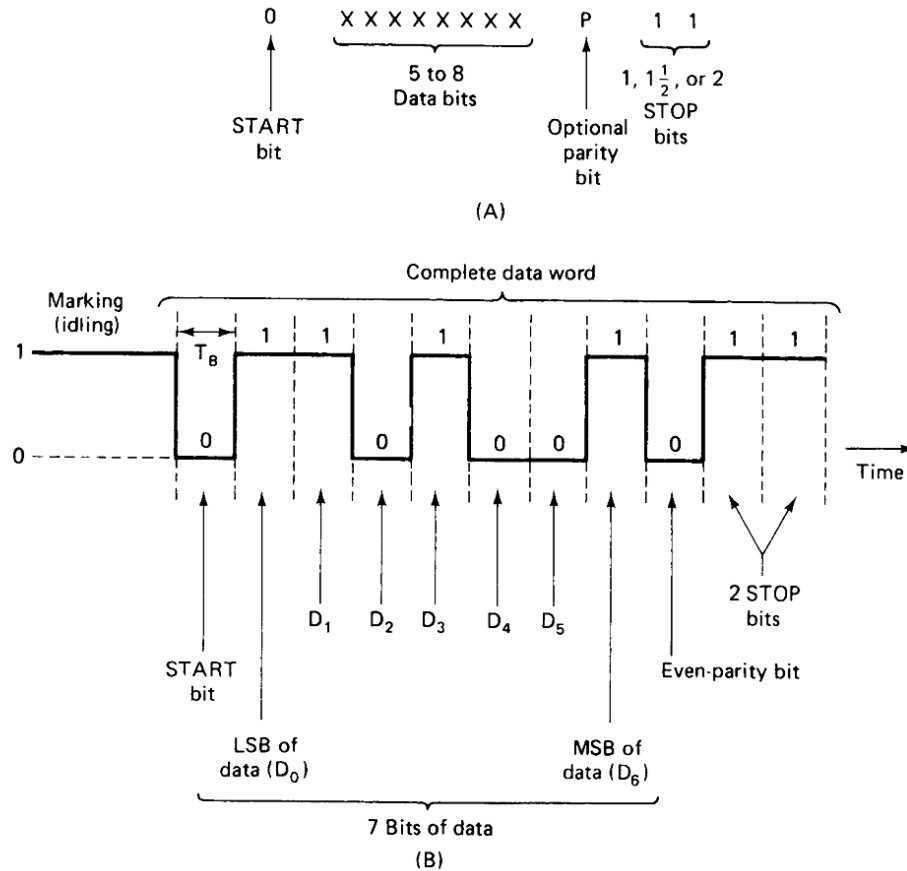 0 X X X X X X X X P 1 1
5 to 8 1, 1 1/2, or 2
Data bits STOP
START Optional bits
bit parity
bit
(A)
Complete data word
Marking
(idling)
1 1 1 1 1 1
1 T_B
0 0 0 0 0
0
Time
D₁ D₂ D₃ D₄ D₅ 2 STOP
bits
START Even-parity bit
bit
LSB of MSB of
data (D₀) data (D₆)
7 Bits of data
(B)